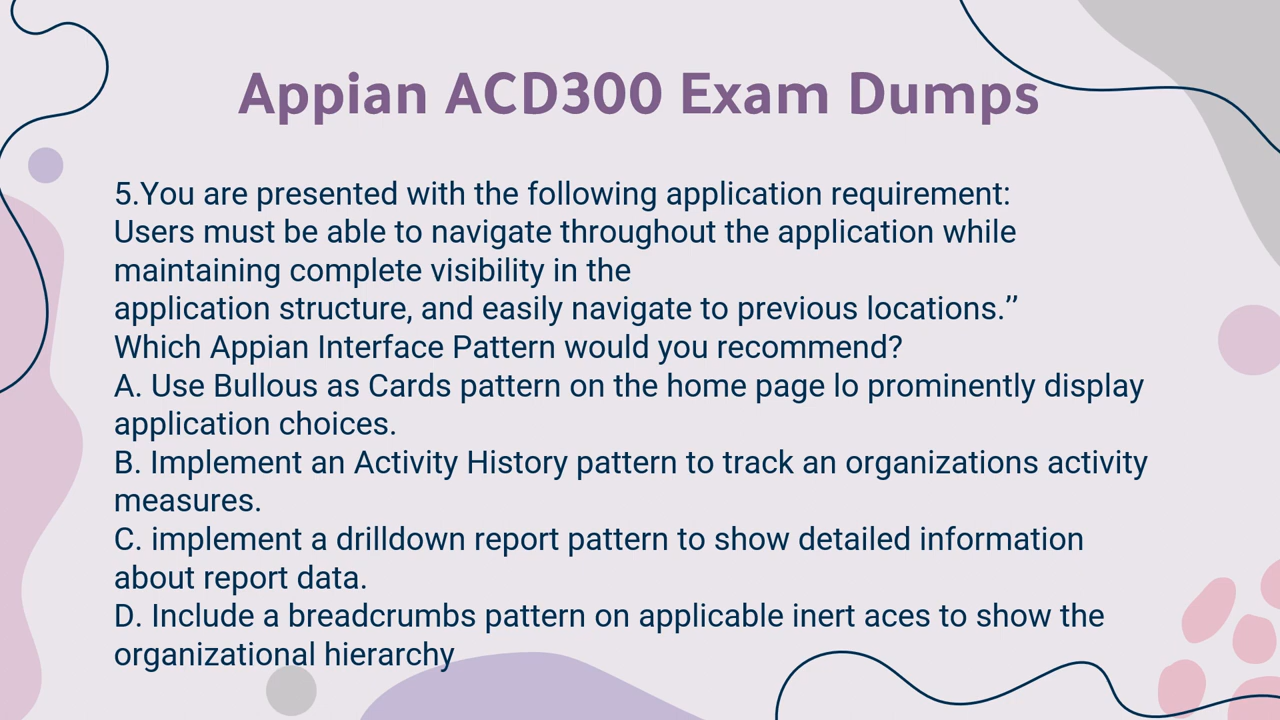 Appian ACD300 Exam Dumps
5.You are presented with the following application requirement:
Users must be able to navigate throughout the application while
maintaining complete visibility in the
application structure, and easily navigate to previous locations.”
Which Appian Interface Pattern would you recommend?
A. Use Bullous as Cards pattern on the home page lo prominently display
application choices.
B. Implement an Activity History pattern to track an organizations activity
measures.
C. implement a drilldown report pattern to show detailed information
about report data.
D. Include a breadcrumbs pattern on applicable inert aces to show the
organizational hierarchy